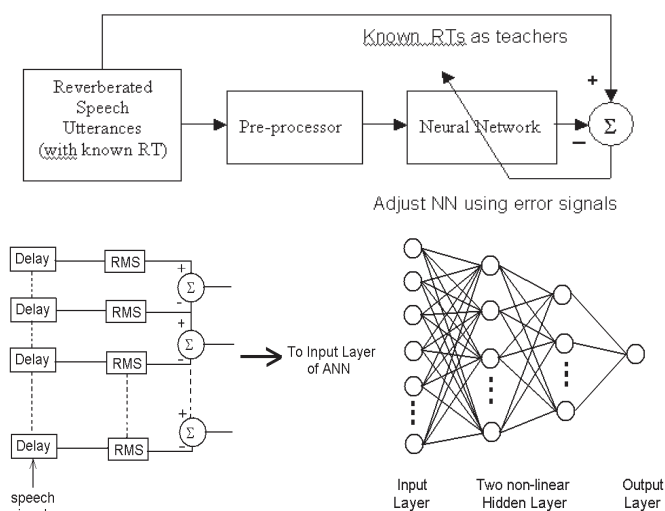 Known RTs as teachers
+
Reverberated
Speech
Utterances
(with known RT)
Pre-processor
Neural Network
Σ
−
Adjust NN using error signals
Delay
RMS
+
Σ
-
Delay
RMS
+
Σ
-
Delay
RMS
+
Σ
-
Delay
RMS
To Input Layer
of ANN
speech
Input
Layer
Two non-linear
Hidden Layer
Output
Layer